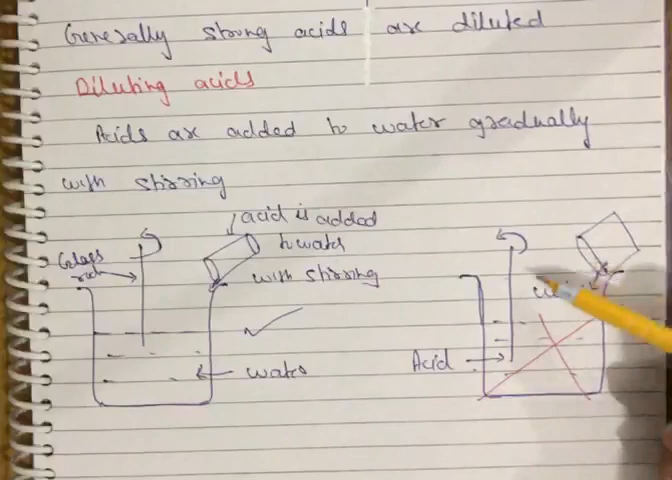 Generally strong acids are diluted
Diluting acids
Acids are added to water gradually
with stirring
acid is added
to water
with stirring
Glass
rod
water
Acid